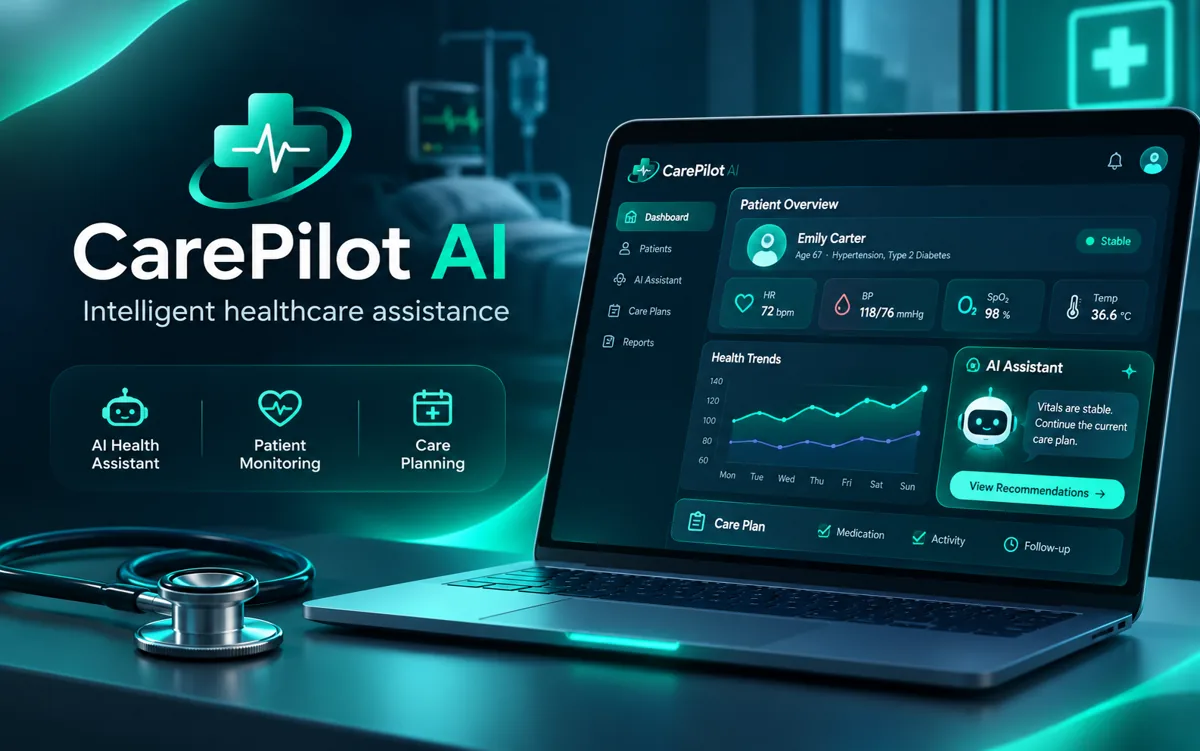 CarePilot AI
Intelligent healthcare assistance
AI Health
Assistant
Patient
Monitoring
Care
Planning
CarePilot AI
Dashboard
Patients
AI Assistant
Care Plans
Reports
Patient Overview
Emily Carter
Age 67 · Hypertension, Type 2 Diabetes
Stable
HR
72 bpm
BP
118/76 mmHg
O₂
SpO₂
98 %
Temp
36.6 °C
Health Trends
140
120
100
80
60
Mon Tue Wed Thu Fri Sat Sun
AI Assistant
Vitals are stable.
Continue the current
care plan.
View Recommendations →
Care Plan
Medication
Activity
Follow-up